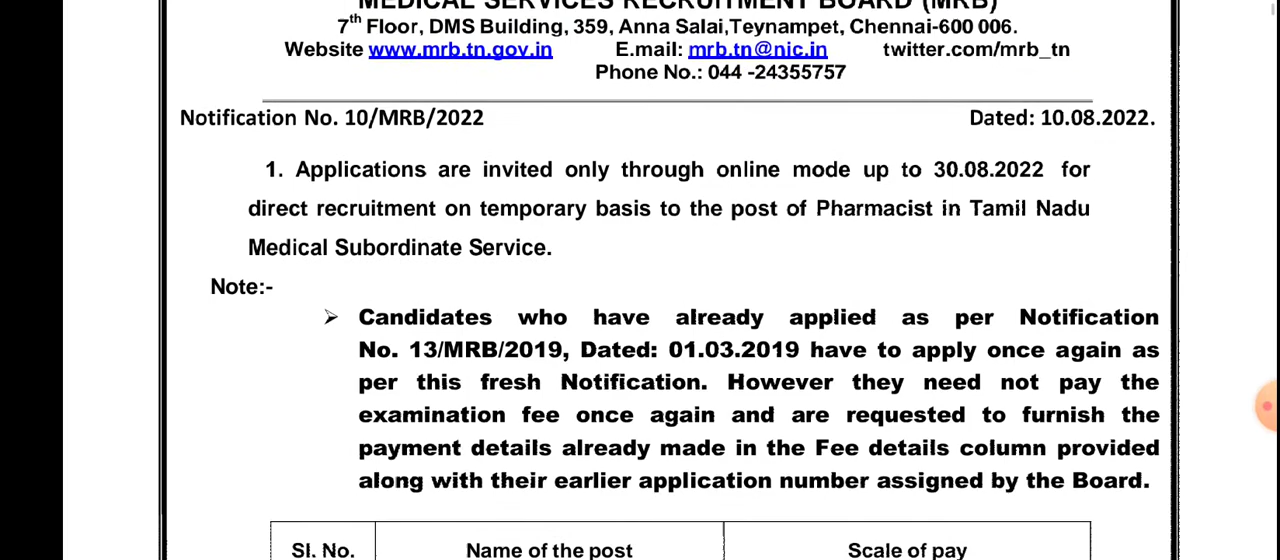 MEDICAL SERVICES RECRUITMENT BOARD (MRB)
7th Floor, DMS Building, 359, Anna Salai,Teynampet, Chennai-600 006.
Website www.mrb.tn.gov.in E.mail: mrb.tn@nic.in twitter.com/mrb_tn
Phone No.: 044 -24355757
Notification No. 10/MRB/2022 Dated: 10.08.2022.
1. Applications are invited only through online mode up to 30.08.2022 for
direct recruitment on temporary basis to the post of Pharmacist in Tamil Nadu
Medical Subordinate Service.
Note:-
➢ Candidates who have already applied as per Notification
No. 13/MRB/2019, Dated: 01.03.2019 have to apply once again as
per this fresh Notification. However they need not pay the
examination fee once again and are requested to furnish the
payment details already made in the Fee details column provided
along with their earlier application number assigned by the Board.
Sl. No. Name of the post Scale of pay